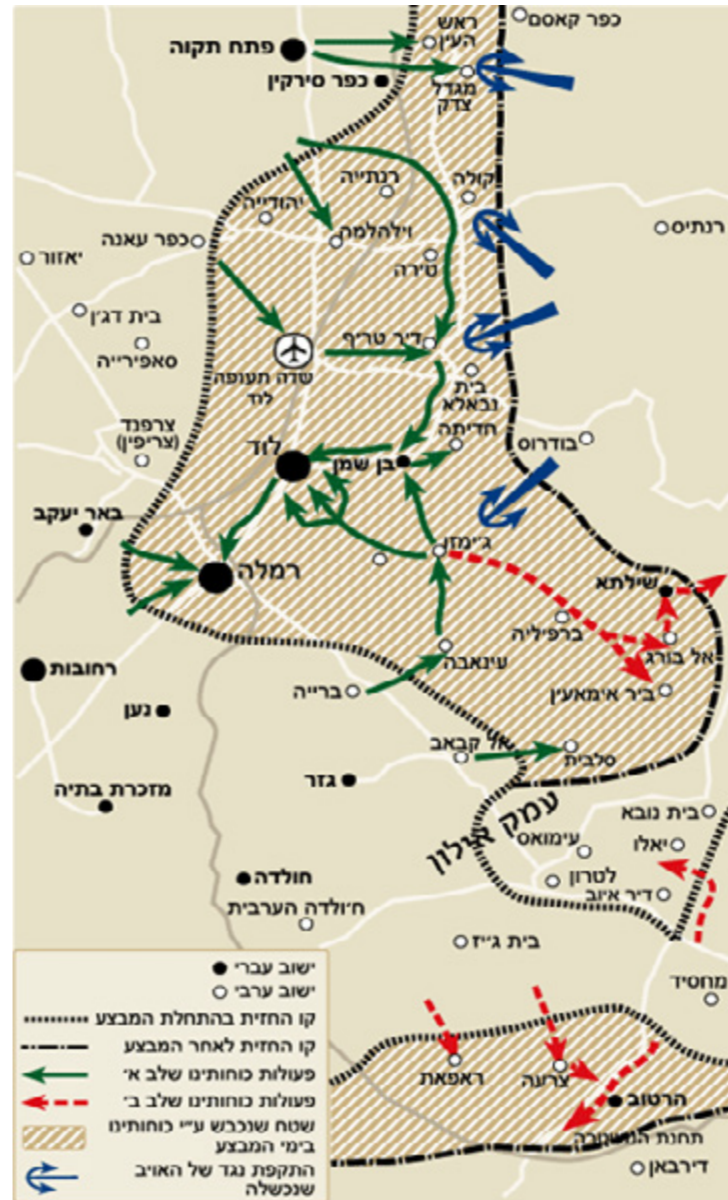 ראש
העין
כפר קאסם
פתח תקוה
כפר סירקין
מגדל
צדק
רנתייה
קולה
יהודייה
רנתיס
וילהלמה
כפר עאנה
טירה
יאזור
בית דג'ן
דיר טריף
סאפירייה
שדה תעופה
לוד
בית
נבאלא
צרפנד
(צריפין)
חדיתה
בודרוס
לוד
בן שמן
באר יעקב
ג'ימזו
רמלה
שילתא
ברפיליה
אל בורג
רחובות
עינאבה
ברייה
ביר אימאעין
נען
אל קבאב
סלבית
גזר
מזכרת בתיה
עמק אילון
בית נובא
עימואס
יאלו
חולדה
לטרון
דיר איוב
ח'ולדה הערבית
בית ג'יז
מחסיד
ראפאת
צרעה
הרטוב
תחנת המשטרה
דירבאן
ישוב עברי
ישוב ערבי
קו החזית בהתחלת המבצע
קו החזית לאחר המבצע
פעולות כוחותינו שלב א'
פעולות כוחותינו שלב ב'
שטח שנכבש ע"י כוחותינו
בימי המבצע
התקפת נגד של האויב
שנכשלה